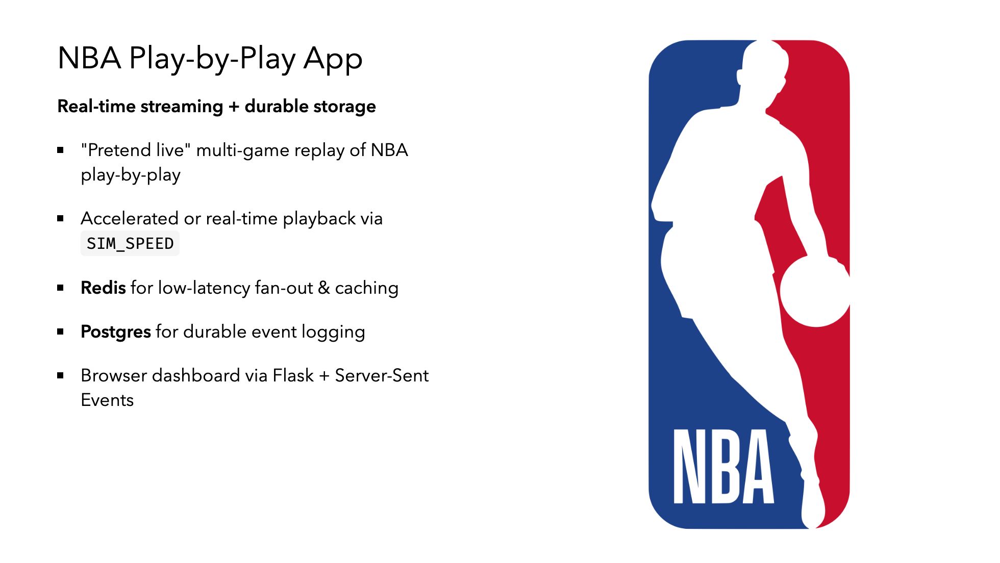 NBA Play-by-Play App
Real-time streaming + durable storage
"Pretend live" multi-game replay of NBA
play-by-play
Accelerated or real-time playback via
SIM_SPEED
Redis for low-latency fan-out & caching
Postgres for durable event logging
Browser dashboard via Flask + Server-Sent
Events
NBA